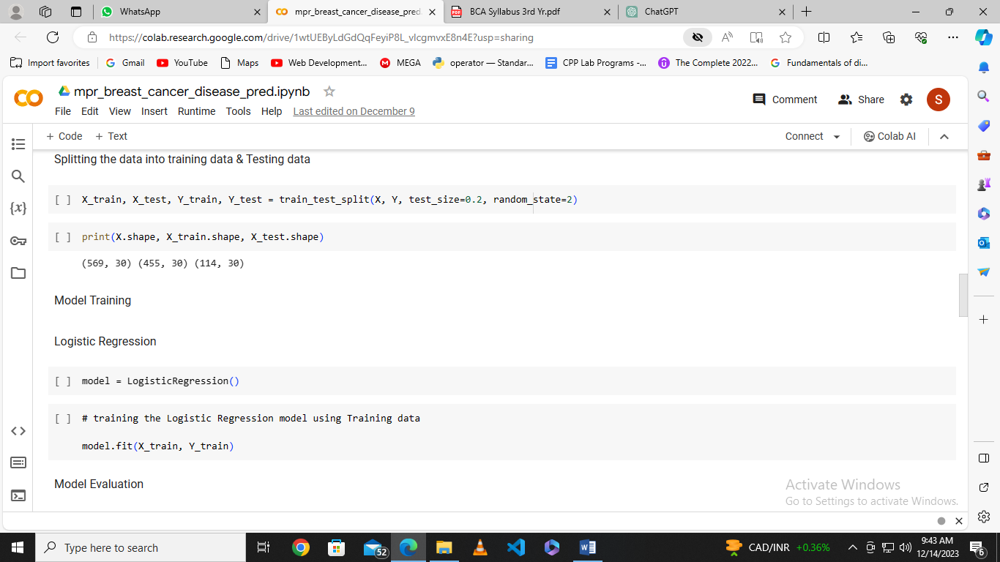 WhatsApp
mpr_breast_cancer_disease_pred.
BCA Syllabus 3rd Yr.pdf
ChatGPT
https://colab.research.google.com/drive/1wtUEByLdGdQqFeyiP8L_vlcgmvxE8n4E?usp=sharing
Import favorites
Gmail
YouTube
Maps
Web Development...
MEGA
operator — Standar...
CPP Lab Programs -...
The Complete 2022...
Fundamentals of di...
mpr_breast_cancer_disease_pred.ipynb
Comment
Share
S
File Edit View Insert Runtime Tools Help Last edited on December 9
+ Code + Text
Connect
Colab AI
Splitting the data into training data & Testing data
[ ] X_train, X_test, Y_train, Y_test = train_test_split(X, Y, test_size=0.2, random_state=2)
[ ] print(X.shape, X_train.shape, X_test.shape)
(569, 30) (455, 30) (114, 30)
Model Training
Logistic Regression
[ ] model = LogisticRegression()
[ ] # training the Logistic Regression model using Training data
model.fit(X_train, Y_train)
Model Evaluation
Activate Windows
Go to Settings to activate Windows.
Type here to search
52
CAD/INR +0.36%
9:43 AM
12/14/2023
6